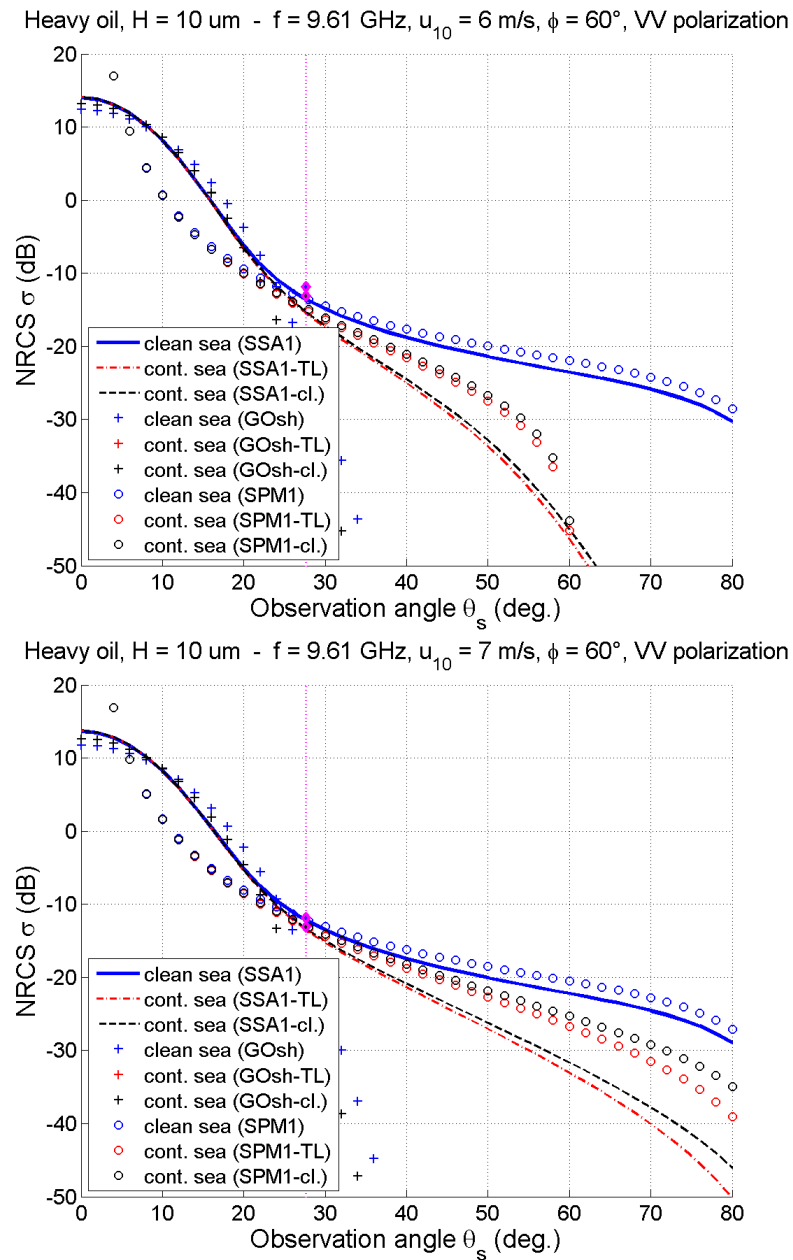 Heavy oil, H = 10 um - f = 9.61 GHz, u10 = 6 m/s, ϕ = 60°, VV polarization
20
10
0
-10
-20
-30
-40
-50
NRCS σ (dB)
clean sea (SSA1)
cont. sea (SSA1-TL)
cont. sea (SSA1-cl.)
clean sea (GOsh)
cont. sea (GOsh-TL)
cont. sea (GOsh-cl.)
clean sea (SPM1)
cont. sea (SPM1-TL)
cont. sea (SPM1-cl.)
0 10 20 30 40 50 60 70 80
Observation angle θs (deg.)
Heavy oil, H = 10 um - f = 9.61 GHz, u10 = 7 m/s, ϕ = 60°, VV polarization
20
10
0
-10
-20
-30
-40
-50
NRCS σ (dB)
clean sea (SSA1)
cont. sea (SSA1-TL)
cont. sea (SSA1-cl.)
clean sea (GOsh)
cont. sea (GOsh-TL)
cont. sea (GOsh-cl.)
clean sea (SPM1)
cont. sea (SPM1-TL)
cont. sea (SPM1-cl.)
0 10 20 30 40 50 60 70 80
Observation angle θs (deg.)